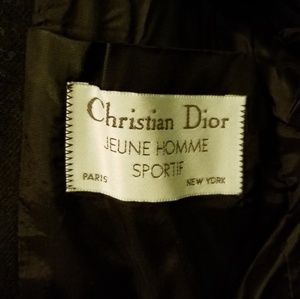 Christian Dior
JEUNE HOMME
SPORTIF
PARIS NEW YORK